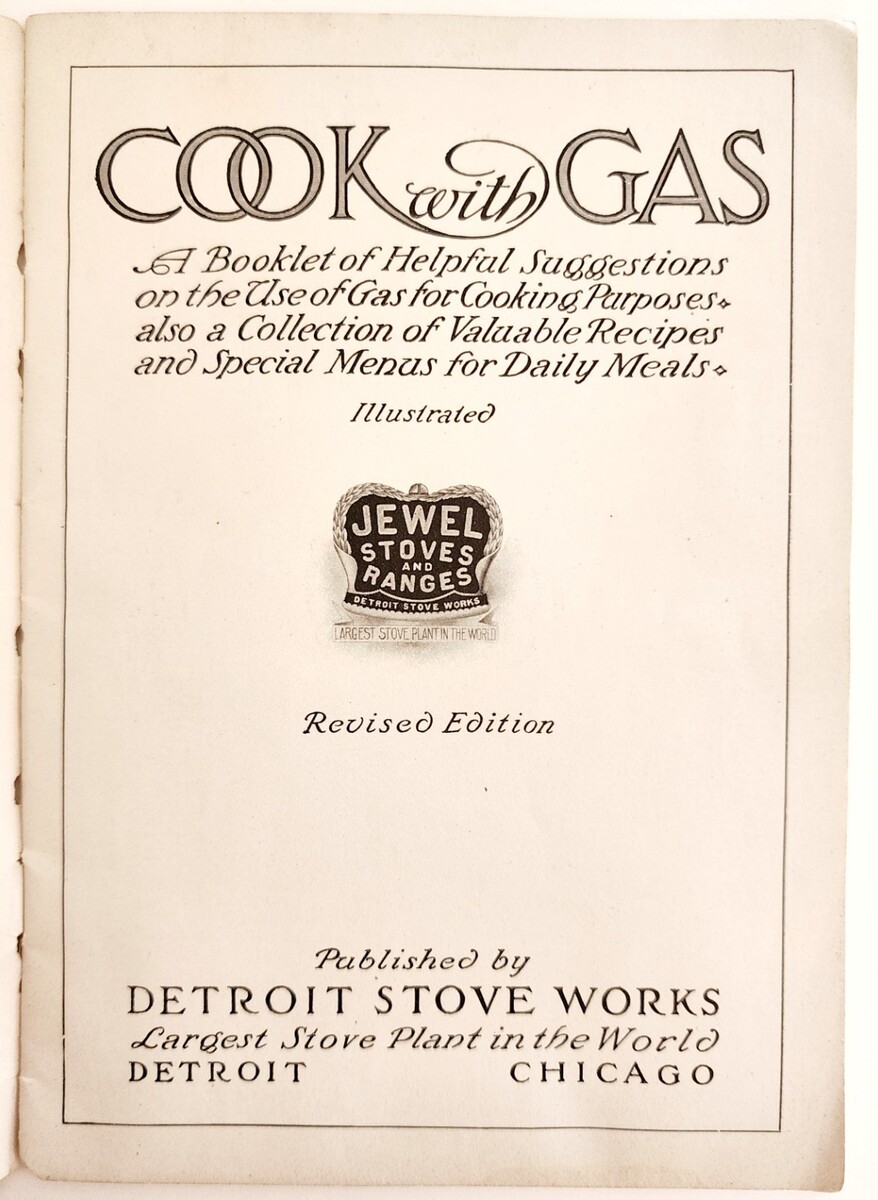 COOK with GAS
A Booklet of Helpful Suggestions
on the Use of Gas for Cooking Purposes
also a Collection of Valuable Recipes
and Special Menus for Daily Meals
Illustrated
JEWEL
STOVES
AND
RANGES
DETROIT STOVE WORKS
LARGEST STOVE PLANT IN THE WORLD
Revised Edition
Published by
DETROIT STOVE WORKS
Largest Stove Plant in the World
DETROIT CHICAGO